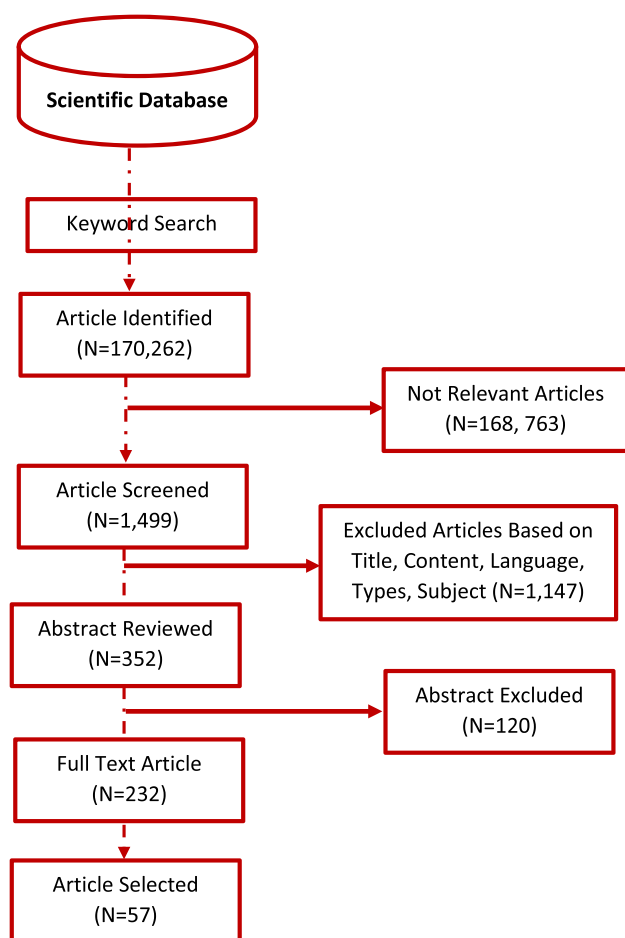 Scientific Database
Keyword Search
Article Identified
(N=170,262)
Not Relevant Articles
(N=168, 763)
Article Screened
(N=1,499)
Excluded Articles Based on
Title, Content, Language,
Types, Subject (N=1,147)
Abstract Reviewed
(N=352)
Abstract Excluded
(N=120)
Full Text Article
(N=232)
Article Selected
(N=57)